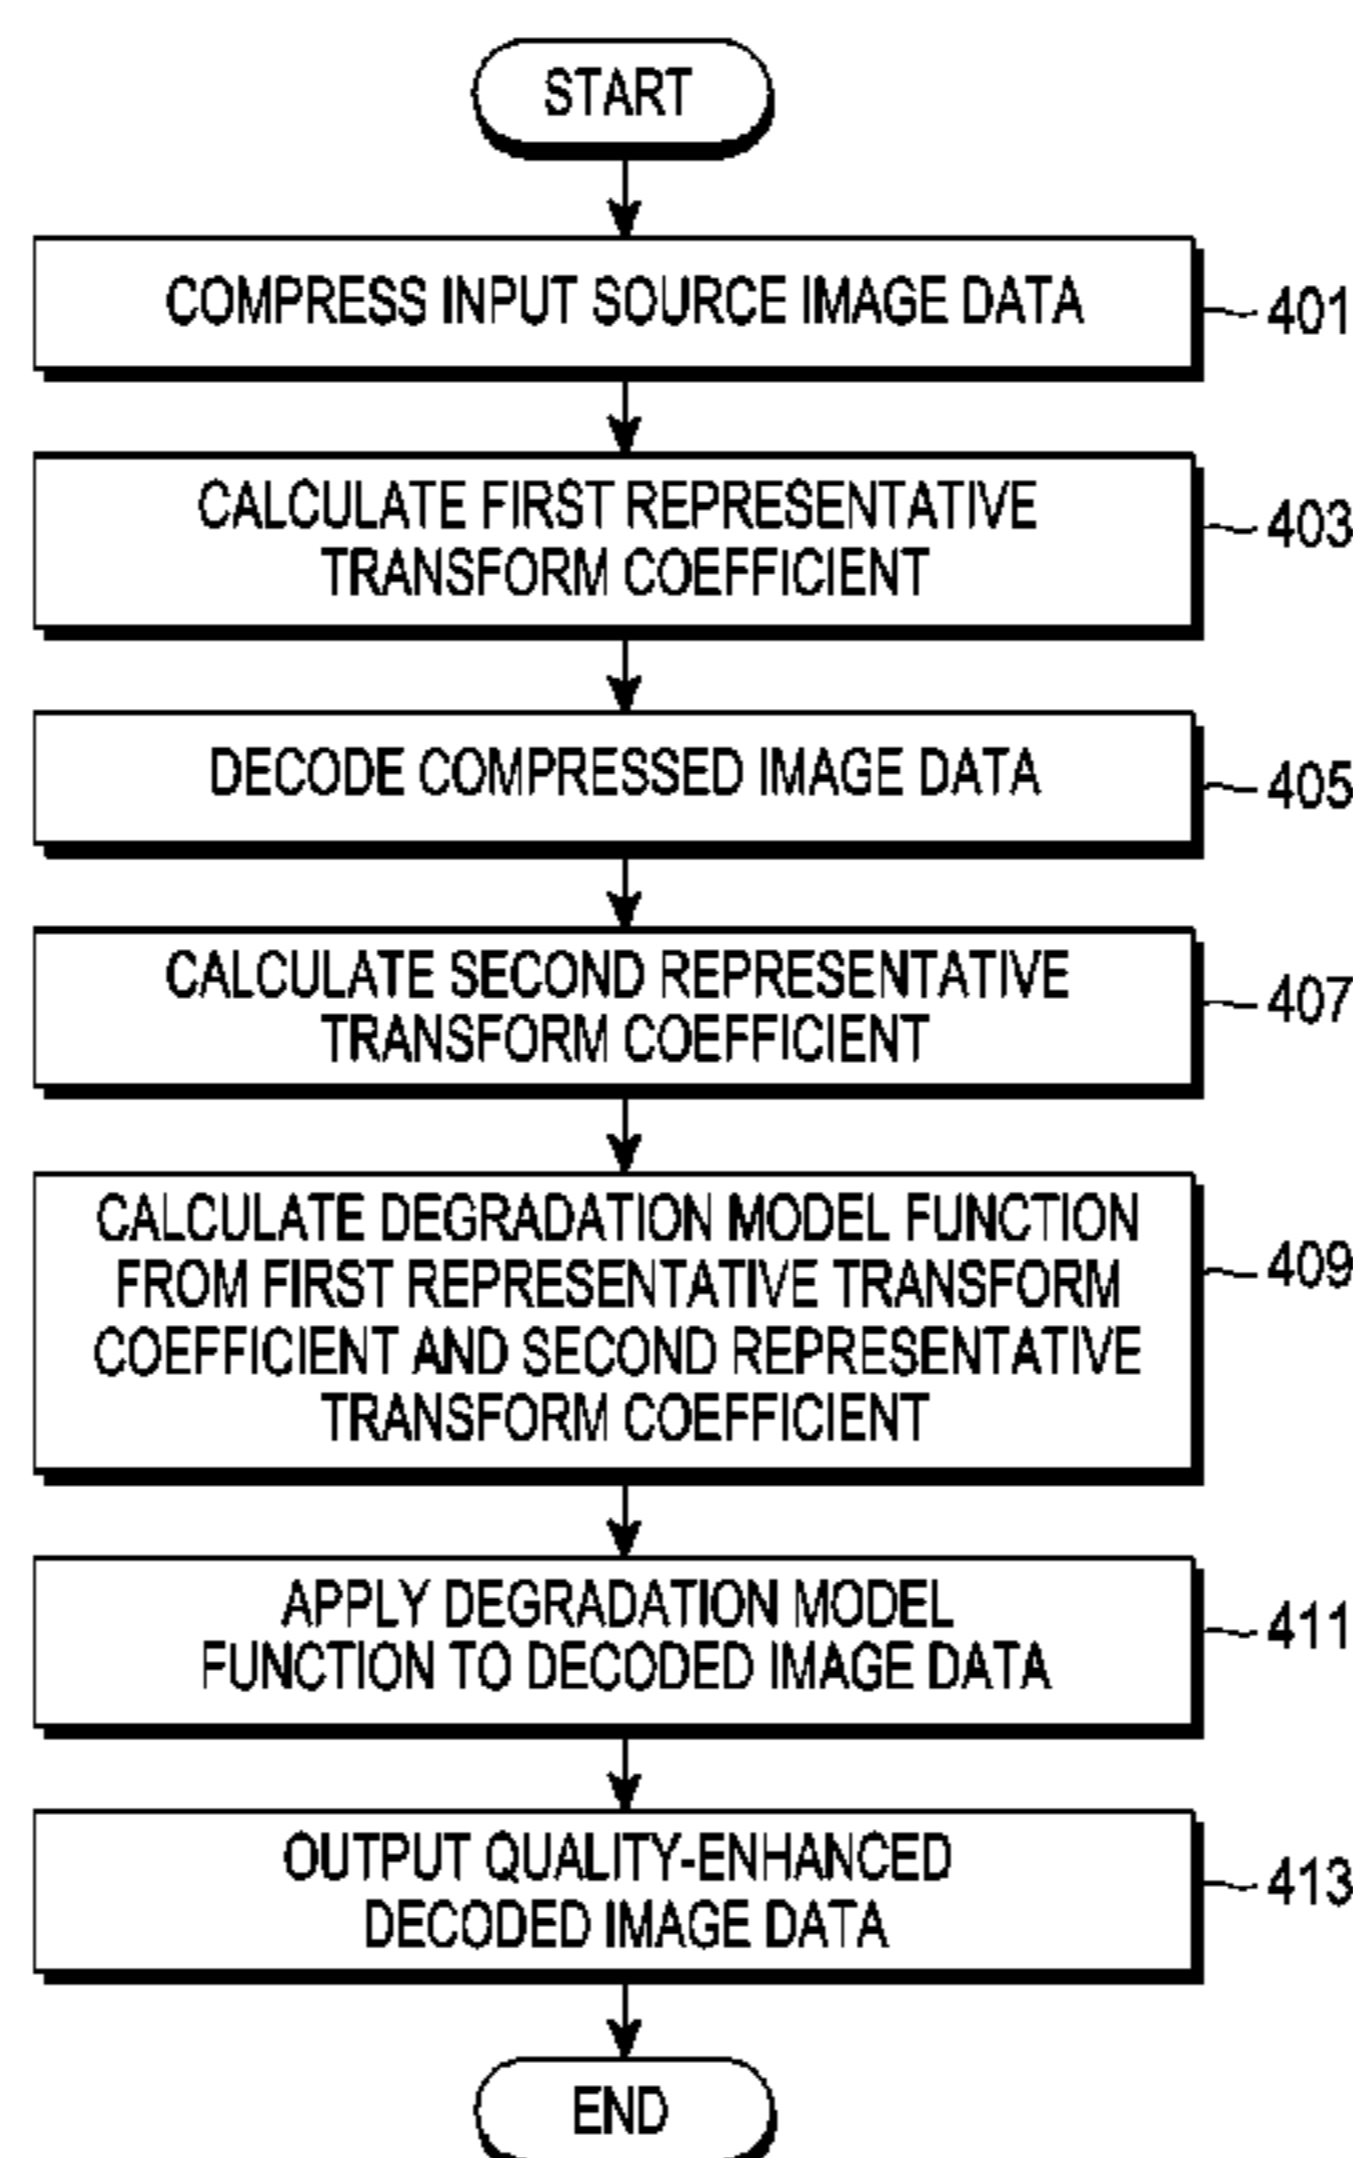 START
COMPRESS INPUT SOURCE IMAGE DATA
401
CALCULATE FIRST REPRESENTATIVE
TRANSFORM COEFFICIENT
403
DECODE COMPRESSED IMAGE DATA
405
CALCULATE SECOND REPRESENTATIVE
TRANSFORM COEFFICIENT
407
CALCULATE DEGRADATION MODEL FUNCTION
FROM FIRST REPRESENTATIVE TRANSFORM
COEFFICIENT AND SECOND REPRESENTATIVE
TRANSFORM COEFFICIENT
409
APPLY DEGRADATION MODEL
FUNCTION TO DECODED IMAGE DATA
411
OUTPUT QUALITY-ENHANCED
DECODED IMAGE DATA
413
END